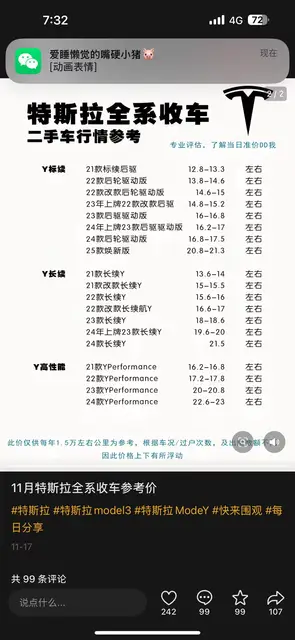 7:32
4G 72
爱睡懒觉的嘴硬小猪🐷
现在
[动画表情]
2/2
特斯拉全系收车
二手车行情参考
专业评估，了解当日准价DD我
Y标续 21款标续后驱 12.8-13.3 左右
22款后轮驱动版 13.8-14.6 左右
22款改款后轮驱动版 14.6-15 左右
23年上牌22款改款后驱 14.8-15.2 左右
23款后驱驱动版 16-16.8 左右
24年上牌23款后驱驱动版 16.2-17 左右
24款后轮驱动版 16.8-17.5 左右
25款焕新版 20.8-21.3 左右
Y长续 21款长续Y 13.6-14 左右
21款改款长续Y 15-15.5 左右
22款长续Y 15.6-16 左右
22款改款长续航Y 16.6-17 左右
23款长续Y 18-18.6 左右
24年上牌23款长续Y 19.6-20 左右
24款长续Y 21.5 左右
Y高性能 21款YPerformance 16.2-16.8 左右
22款YPerformance 17.2-17.8 左右
23款YPerformance 20-20.8 左右
24款YPerformance 22.6-23 左右
此价仅供每年1.5万左右公里为参考，根据车况/过户次数，及出
因此价格上下有所浮动
11月特斯拉全系收车参考价
#特斯拉 #特斯拉model3 #特斯拉ModeY #快来围观 #每
日分享
11-17
共 99 条评论
说点什么...
242
99
99
107